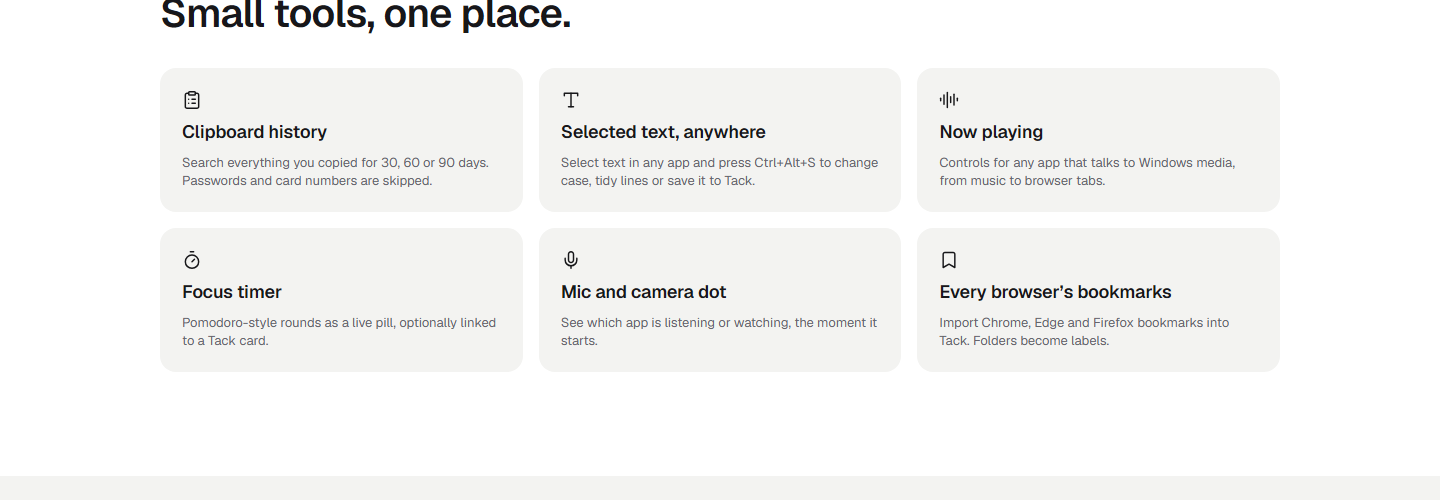 Small tools, one place.
Clipboard history
Search everything you copied for 30, 60 or 90 days.
Passwords and card numbers are skipped.
Selected text, anywhere
Select text in any app and press Ctrl+Alt+S to change
case, tidy lines or save it to Tack.
Now playing
Controls for any app that talks to Windows media,
from music to browser tabs.
Focus timer
Pomodoro-style rounds as a live pill, optionally linked
to a Tack card.
Mic and camera dot
See which app is listening or watching, the moment it
starts.
Every browser’s bookmarks
Import Chrome, Edge and Firefox bookmarks into
Tack. Folders become labels.